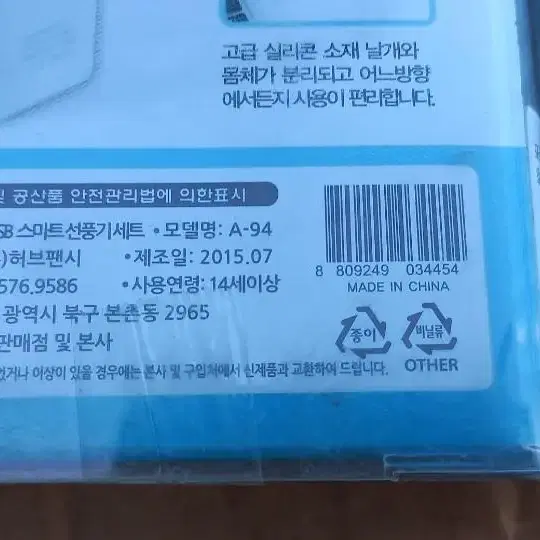 고급 실리콘 소재 날개와
몸체가 분리되고 어느방향
에서든지 사용이 편리합니다.
및 공산품 안전관리법에 의한표시
SB 스마트선풍기세트 • 모델명: A-94
)허브팬시 • 제조일: 2015.07
576.9586 • 사용연령: 14세이상
광역시 북구 본촌동 2965
판매점 및 본사
었거나 이상이 있을 경우에는 본사 및 구입처에서 신제품과 교환하여 드립니다.
8 809249 034454
MADE IN CHINA
종이
비닐류
OTHER